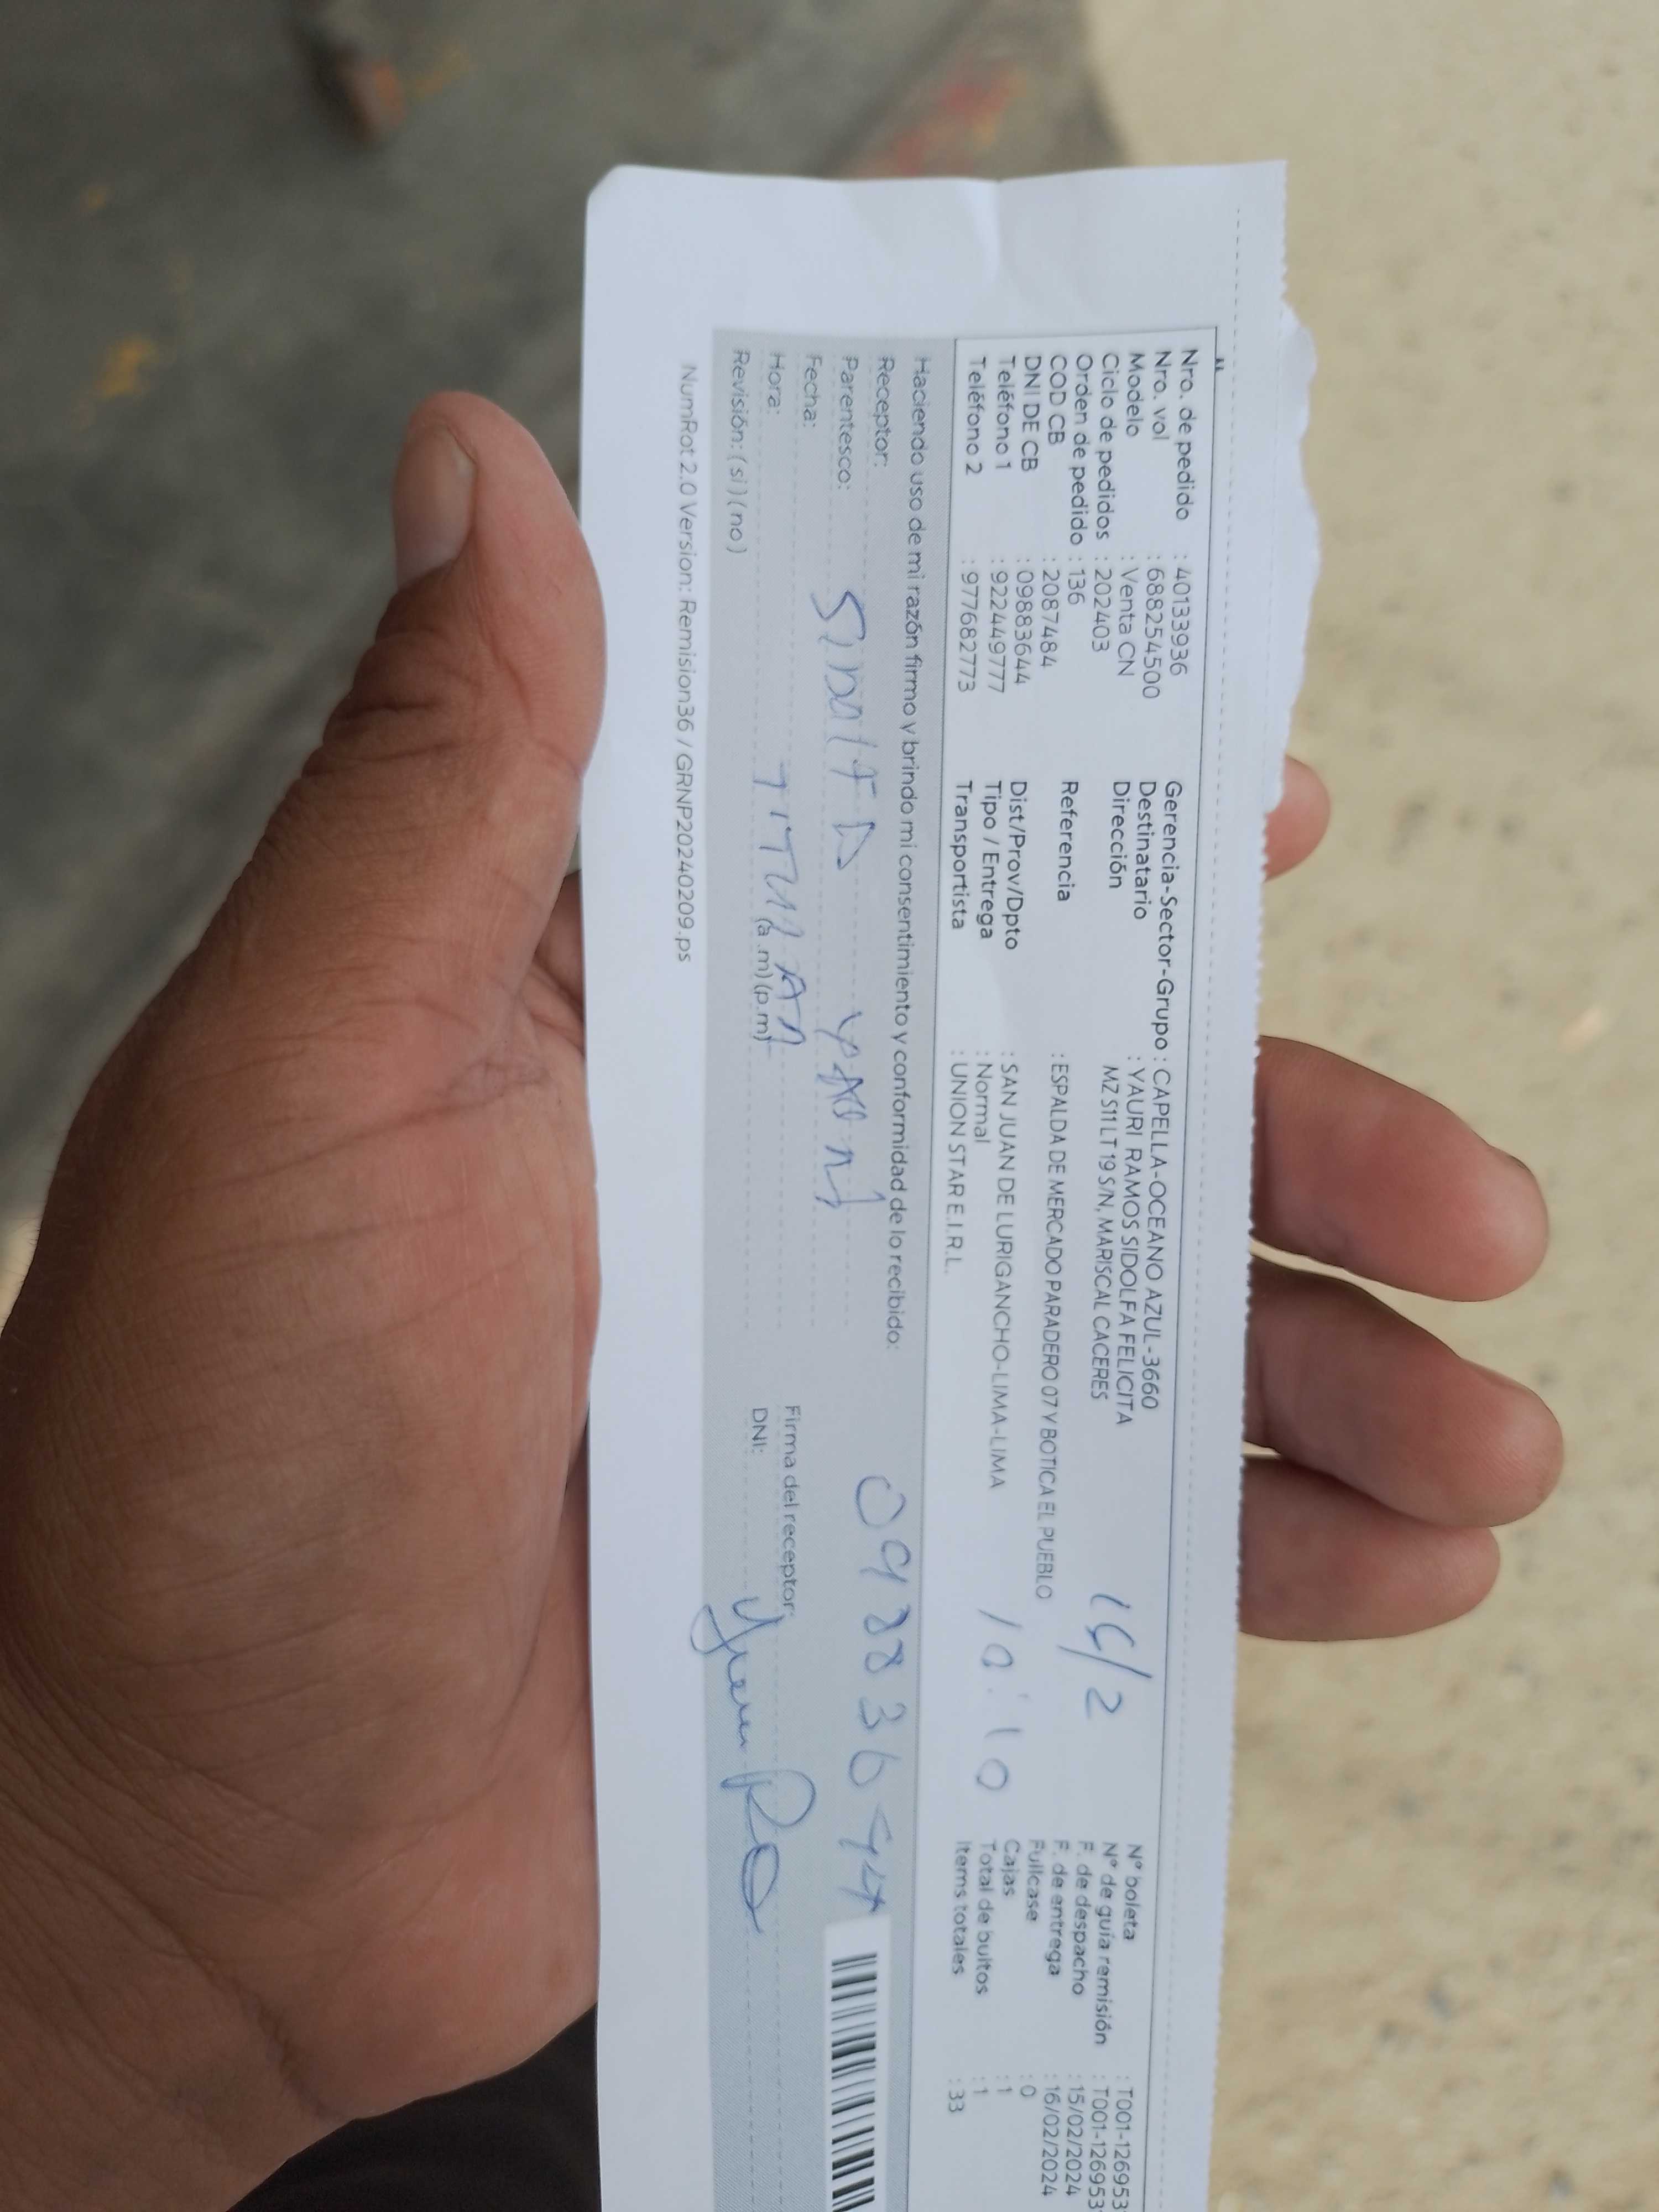 Nro. de pedido : 40133936
Nro. vol : 688254500
Modelo : Venta CN
Ciclo de pedidos : 202403
Orden de pedido : 136
COD CB : 2087484
DNI DE CB : 09883644
Teléfono 1 : 922449777
Teléfono 2 : 977682773
Gerencia-Sector-Grupo : CAPELLA-OCEANO AZUL-3660
Destinatario : YAURI RAMOS SIDOLFA FELICITA
Dirección MZ S11 LT 19 S/N, MARISCAL CACERES
Referencia : ESPALDA DE MERCADO PARADERO 07 Y BOTICA EL PUEBLO
Dist/Prov/Dpto : SAN JUAN DE LURIGANCHO-LIMA-LIMA
Tipo / Entrega : Normal
Transportista : UNION STAR E.I.R.L.
10:10
N° boleta : T001-126953
N° de guía remisión : T001-126953
F. de despacho : 15/02/2024
F. de entrega : 16/02/2024
Fullcase : 0
Cajas : 1
Total de bultos : 1
Items totales : 33
Haciendo uso de mi razón firmo y brindo mi consentimiento y conformidad de lo recibido:
Receptor: 09883644
Parentesco:
Fecha:
Hora: TITULAR (a.m) (p.m)
Revisión: (si) (no)
Firma del receptor:
DNI:
NumRot 2.0 Version: Remision36 / GRNP20240209.ps